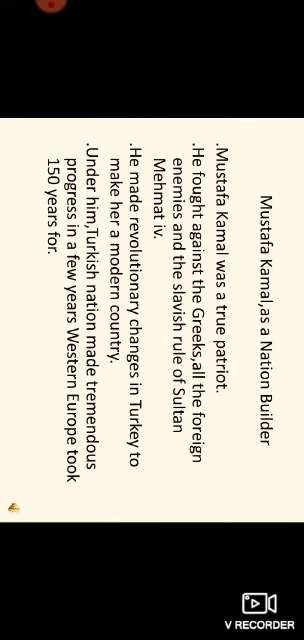 Mustafa Kamal,as a Nation Builder
.Mustafa Kamal was a true patriot.
.He fought against the Greeks,all the foreign
enemies and the slavish rule of Sultan
Mehmat iv.
.He made revolutionary changes in Turkey to
make her a modern country.
.Under him,Turkish nation made tremendous
progress in a few years Western Europe took
150 years for.
V RECORDER